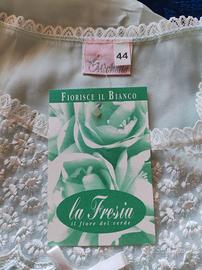 44
FIORISCE IL BIANCO
la Fresia
il fiore del verde